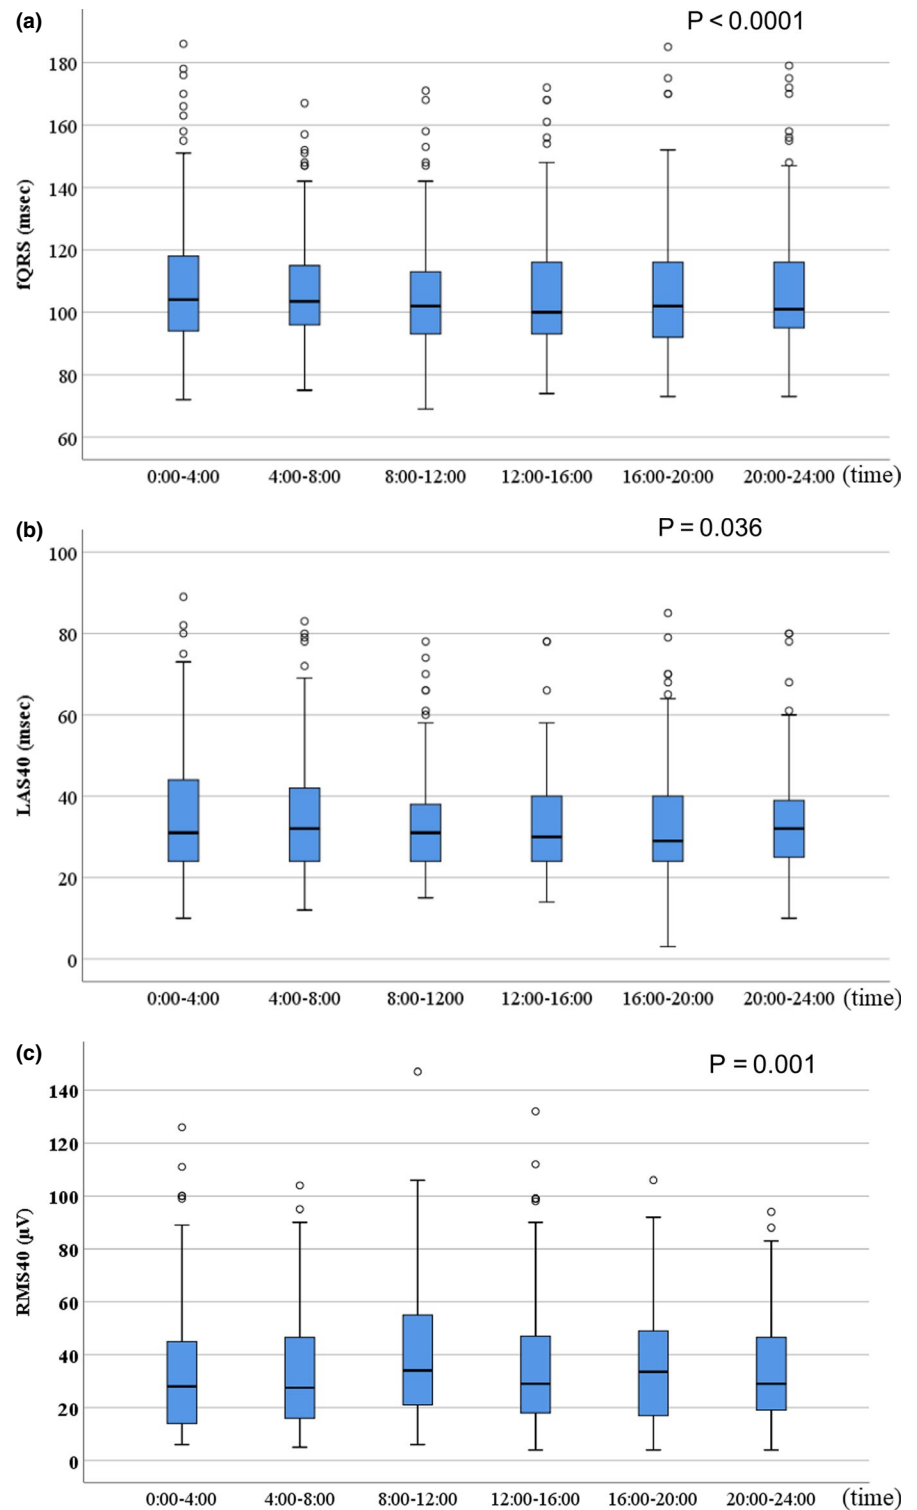 (a)
P < 0.0001
fQRS (msec)
180
160
140
120
100
80
60
0:00-4:00 4:00-8:00 8:00-12:00 12:00-16:00 16:00-20:00 20:00-24:00 (time)
(b)
P = 0.036
LAS40 (msec)
100
80
60
40
20
0
0:00-4:00 4:00-8:00 8:00-1200 12:00-16:00 16:00-20:00 20:00-24:00 (time)
(c)
P = 0.001
RMS40 (μV)
140
120
100
80
60
40
20
0
0:00-4:00 4:00-8:00 8:00-12:00 12:00-16:00 16:00-20:00 20:00-24:00 (time)